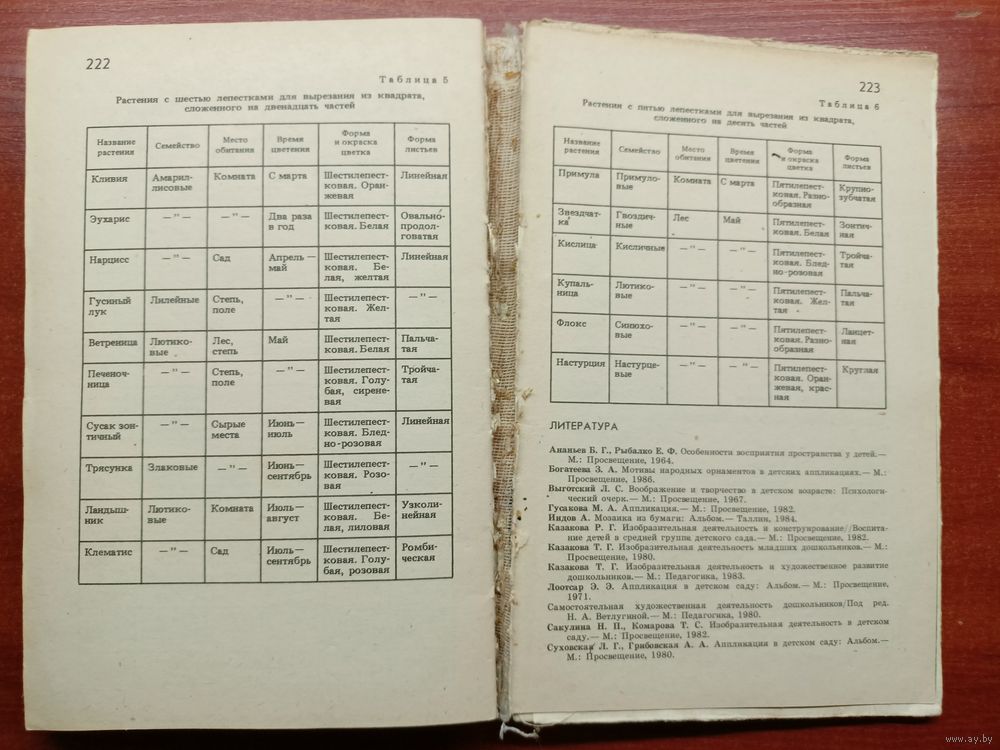 222
Таблица 5
Растения с шестью лепестками для вырезания из квадрата,
сложенного на двенадцать частей
Название растения | Семейство | Место обитания | Время цветения | Форма и окраска цветка | Форма листьев
Кливия | Амариллисовые | Комната | С марта | Шестилепестковая. Оранжевая | Линейная
Эухарис | —"— | —"— | Два раза в год | Шестилепестковая. Белая | Овально-продолговатая
Нарцисс | —"— | Сад | Апрель — май | Шестилепестковая. Белая, желтая | Линейная
Гусиный лук | Лилейные | Степь, поле | —"— | Шестилепестковая. Желтая | —"—
Ветреница | Лютиковые | Лес, степь | Май | Шестилепестковая. Белая | Пальчатая
Печеночница | —"— | Степь, поле | —"— | Шестилепестковая. Голубая, сиреневая | Тройчатая
Сусак зонтичный | —"— | Сырые места | Июнь— июль | Шестилепестковая. Бледно-розовая | Линейная
Трясунка | Злаковые | —"— | Июнь— сентябрь | Шестилепестковая. Розовая | —"—
Ландышник | Лютиковые | Комната | Июль— август | Шестилепестковая. Белая, лиловая | Узколинейная
Клематис | —"— | Сад | Июль— сентябрь | Шестилепестковая. Голубая, розовая | Ромбическая
223
Таблица 6
Растения с пятью лепестками для вырезания из квадрата,
сложенного на десять частей
Название растения | Семейство | Место обитания | Время цветения | Форма и окраска цветка | Форма листьев
Примула | Примуловые | Комната | С марта | Пятилепестковая. Разнообразная | Крупнозубчатая
Звездчатка | Гвоздичные | Лес | Май | Пятилепестковая. Белая | Зонтичная
Кислица | Кисличные | —"— | —"— | Пятилепестковая. Бледно-розовая | Тройчатая
Купальница | Лютиковые | —"— | —"— | Пятилепестковая. Желтая | Пальчатая
Флокс | Синюховые | —"— | —"— | Пятилепестковая. Разнообразная | Ланцетная
Настурция | Настурцевые | —"— | —"— | Пятилепестковая. Оранжевая, красная | Круглая
ЛИТЕРАТУРА
Ананьев Б. Г., Рыбалко Е. Ф. Особенности восприятия пространства у детей.—
М.: Просвещение, 1964.
Богатеева З. А. Мотивы народных орнаментов в детских аппликациях.— М.:
Просвещение, 1986.
Выготский Л. С. Воображение и творчество в детском возрасте: Психологи-
ческий очерк.— М.: Просвещение, 1967.
Гусакова М. А. Аппликация.— М.: Просвещение, 1982.
Индов А. Мозаика из бумаги: Альбом.— Таллин, 1984.
Казакова Р. Г. Изобразительная деятельность и конструирование//Воспита-
ние детей в средней группе детского сада.— М.: Просвещение, 1982.
Казакова Т. Г. Изобразительная деятельность младших дошкольников.— М.:
Просвещение, 1980.
Казакова Т. Г. Изобразительная деятельность и художественное развитие
дошкольников.— М.: Педагогика, 1983.
Лоотсар Э. Э. Аппликация в детском саду: Альбом.— М.: Просвещение,
1971.
Самостоятельная художественная деятельность дошкольников/Под ред.
Н. А. Ветлугиной.— М.: Педагогика, 1980.
Сакулина Н. П., Комарова Т. С. Изобразительная деятельность в детском
саду.— М.: Просвещение, 1982.
Суховская Л. Г., Грибовская А. А. Аппликация в детском саду: Альбом.—
М.: Просвещение, 1980.
www.ay.by